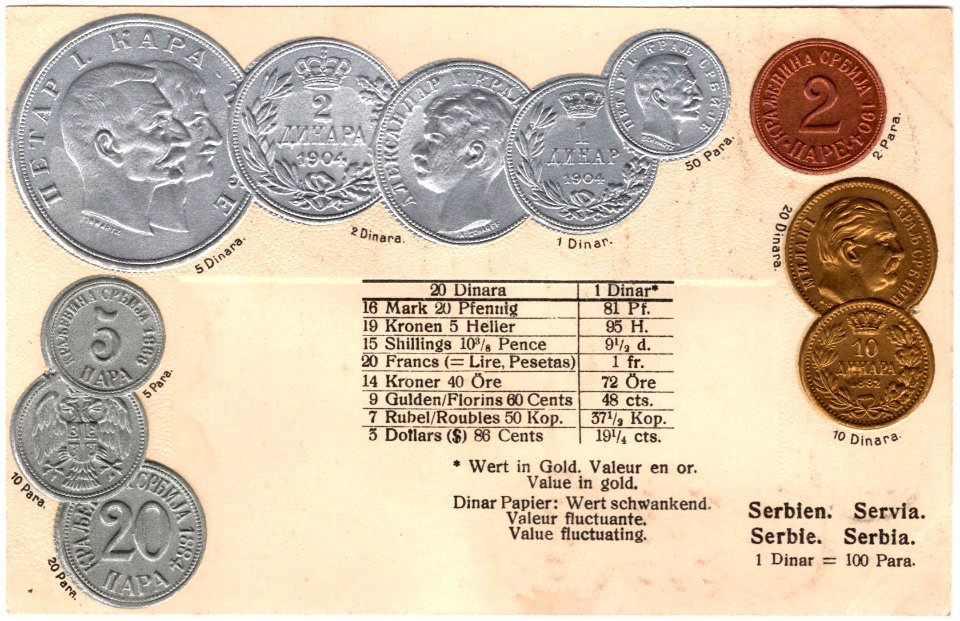 ПЕТАР I. КАРА-
5 Dinara.
2
ДИНАРА
1904.
2 Dinara.
АЛЕКСАНДАР I. КРАЉ
1
ДИНАР
1904
1 Dinar.
ПЕТАР I. КРАЉ СРБИЈЕ
50 Para.
КРАЉЕВИНА СРБИЈА 1904.
2
ПАРЕ
2 Para.
МИЛАН I. КРАЉ СРБИЈЕ
20 Dinara.
10
ДИНАРА
1882
10 Dinara.
КРАЉЕВИНА СРБИЈА
5
ПАРА
5 Para.
10 Para.
СРБИЈА 1884
20
ПАРА
20 Para.
20 Dinara 1 Dinar*
16 Mark 20 Pfennig 81 Pf.
19 Kronen 5 Heller 95 H.
15 Shillings 10³/₈ Pence 9¹/₂ d.
20 Francs (= Lire, Pesetas) 1 fr.
14 Kroner 40 Öre 72 Öre
9 Gulden/Florins 60 Cents 48 cts.
7 Rubel/Roubles 50 Kop. 37¹/₂ Kop.
3 Dollars ($) 86 Cents 19¹/₄ cts.
* Wert in Gold. Valeur en or.
Value in gold.
Dinar Papier: Wert schwankend.
Valeur fluctuante.
Value fluctuating.
Serbien. Servia.
Serbie. Serbia.
1 Dinar = 100 Para.